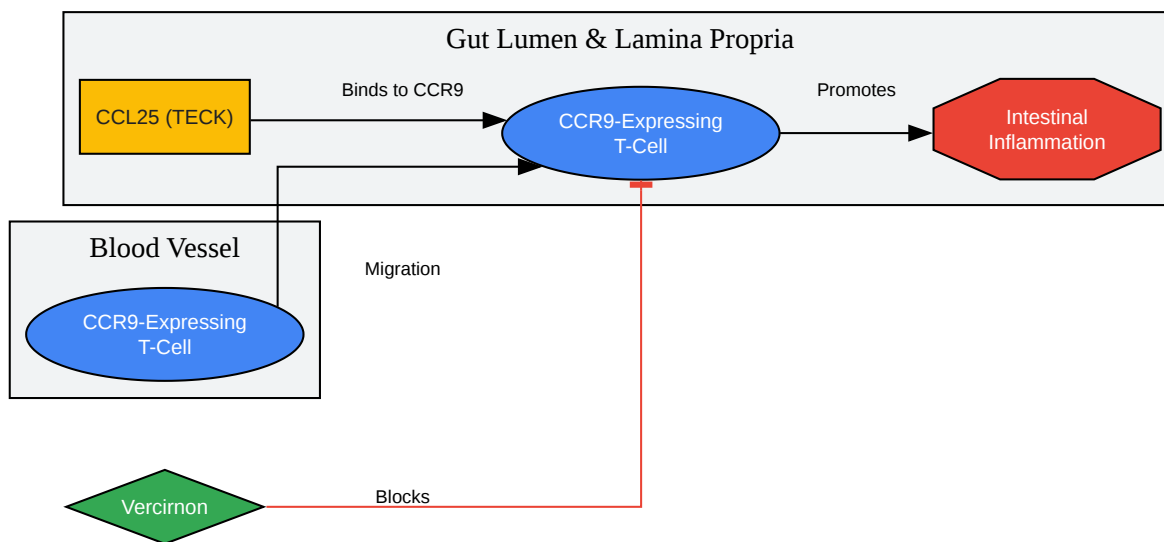 Gut Lumen & Lamina Propria
CCL25 (TECK)
Binds to CCR9
CCR9-Expressing
T-Cell
Promotes
Intestinal
Inflammation
Blood Vessel
Migration
CCR9-Expressing
T-Cell
Vercirnon
Blocks